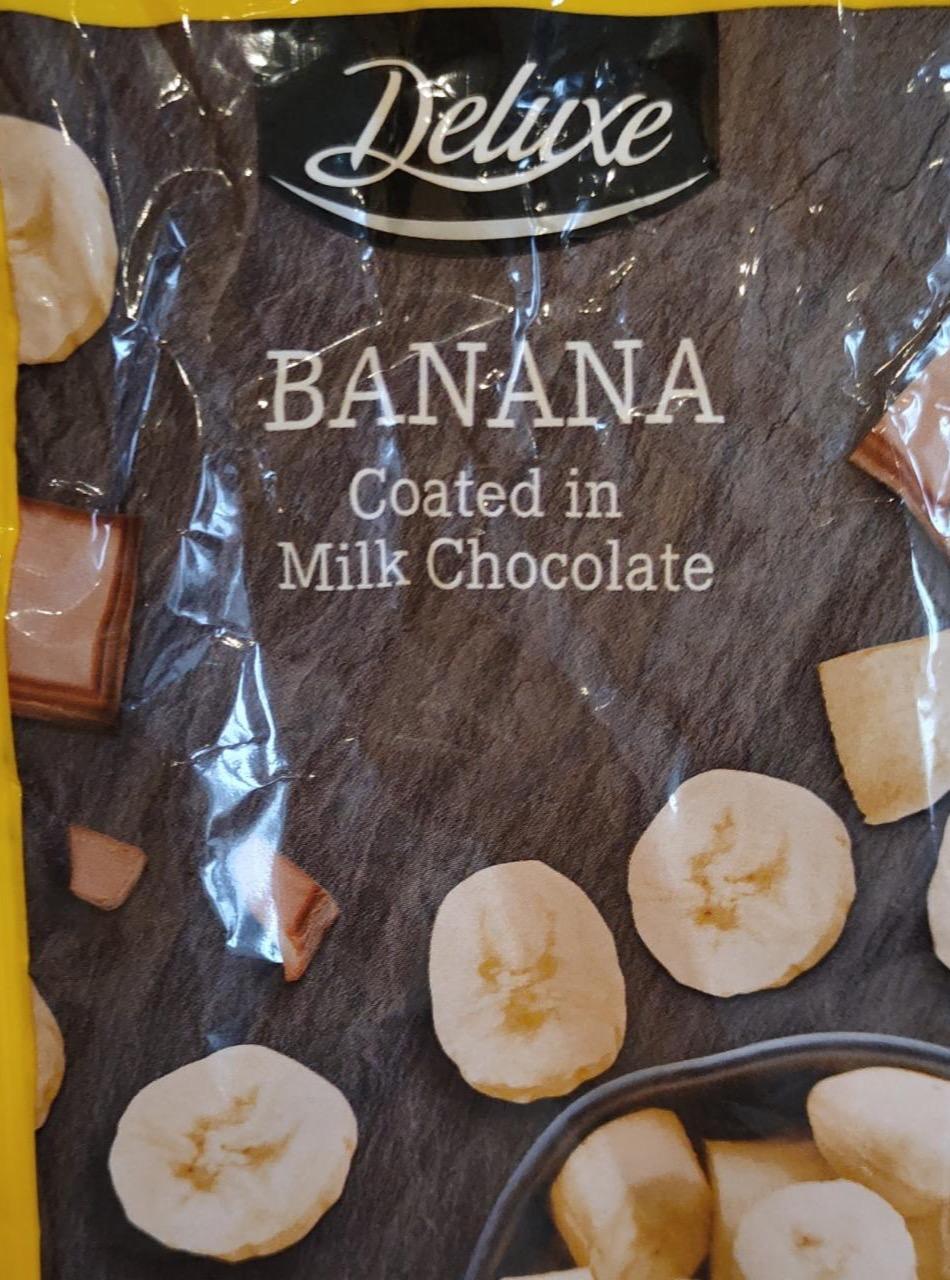 Deluxe
BANANA
Coated in
Milk Chocolate